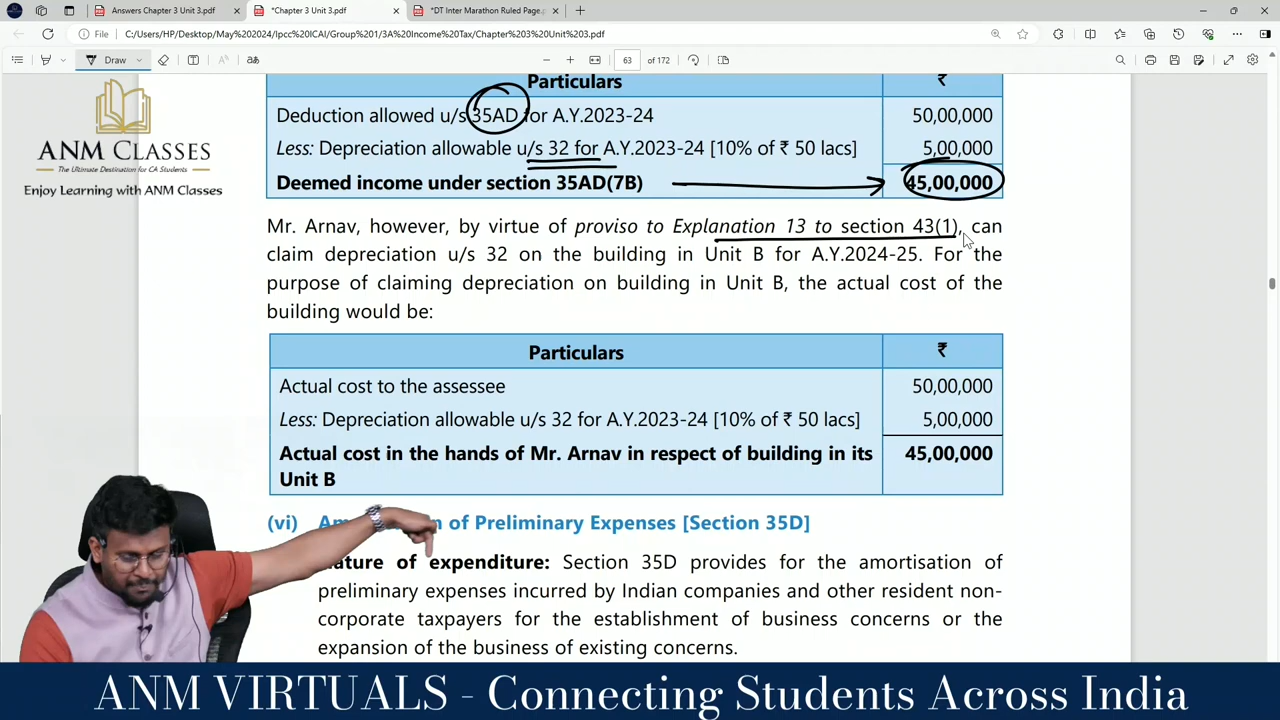 Answers Chapter 3 Unit 3.pdf
*Chapter 3 Unit 3.pdf
*DT Inter Marathon Ruled Page.p
File
C:/Users/HP/Desktop/May%202024/Ipcc%20ICAI/Group%201/3A%20Income%20Tax/Chapter%203%20Unit%203.pdf
Draw
63 of 172
ANM CLASSES
The Ultimate Destination for CA Students
Enjoy Learning with ANM Classes
Particulars ₹
Deduction allowed u/s 35AD for A.Y.2023-24 50,00,000
Less: Depreciation allowable u/s 32 for A.Y.2023-24 [10% of ₹ 50 lacs] 5,00,000
Deemed income under section 35AD(7B) 45,00,000
Mr. Arnav, however, by virtue of proviso to Explanation 13 to section 43(1), can
claim depreciation u/s 32 on the building in Unit B for A.Y.2024-25. For the
purpose of claiming depreciation on building in Unit B, the actual cost of the
building would be:
Particulars ₹
Actual cost to the assessee 50,00,000
Less: Depreciation allowable u/s 32 for A.Y.2023-24 [10% of ₹ 50 lacs] 5,00,000
Actual cost in the hands of Mr. Arnav in respect of building in its 45,00,000
Unit B
(vi) of Preliminary Expenses [Section 35D]
of expenditure: Section 35D provides for the amortisation of
preliminary expenses incurred by Indian companies and other resident non-
corporate taxpayers for the establishment of business concerns or the
expansion of the business of existing concerns.
ANM VIRTUALS - Connecting Students Across India